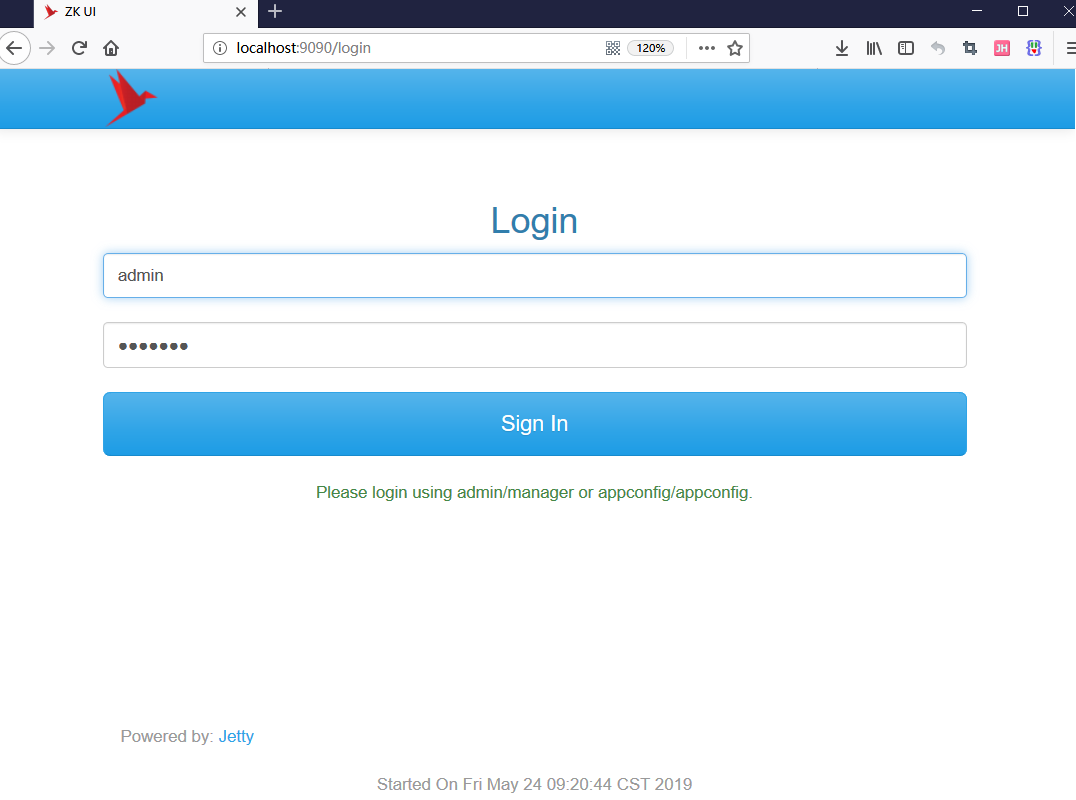 ZK UI
localhost:9090/login
120%
JH
Login
admin
•••••••
Sign In
Please login using admin/manager or appconfig/appconfig.
Powered by: Jetty
Started On Fri May 24 09:20:44 CST 2019